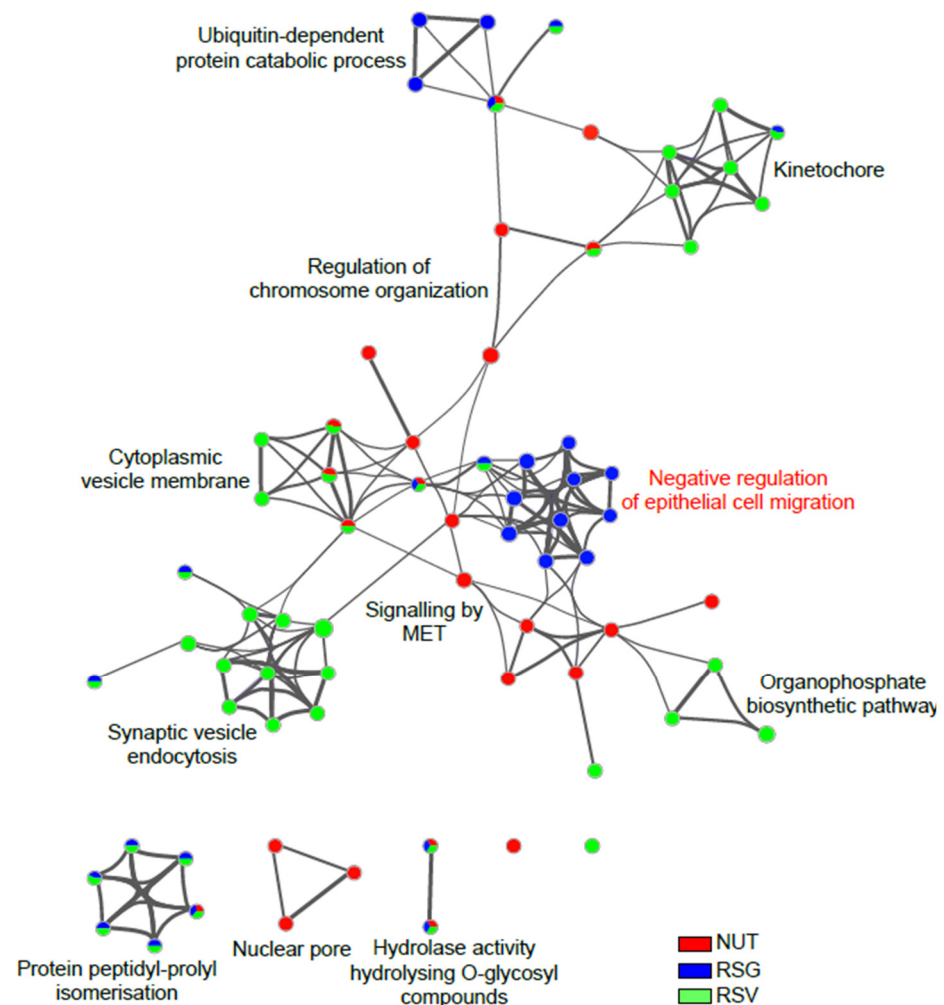 Ubiquitin-dependent
protein catabolic process
Kinetochore
Regulation of
chromosome organization
Cytoplasmic
vesicle membrane
Negative regulation
of epithelial cell migration
Signalling by
MET
Organophosphate
biosynthetic pathway
Synaptic vesicle
endocytosis
Protein peptidyl-prolyl
isomerisation
Nuclear pore
Hydrolase activity
hydrolysing O-glycosyl
compounds
NUT
RSG
RSV